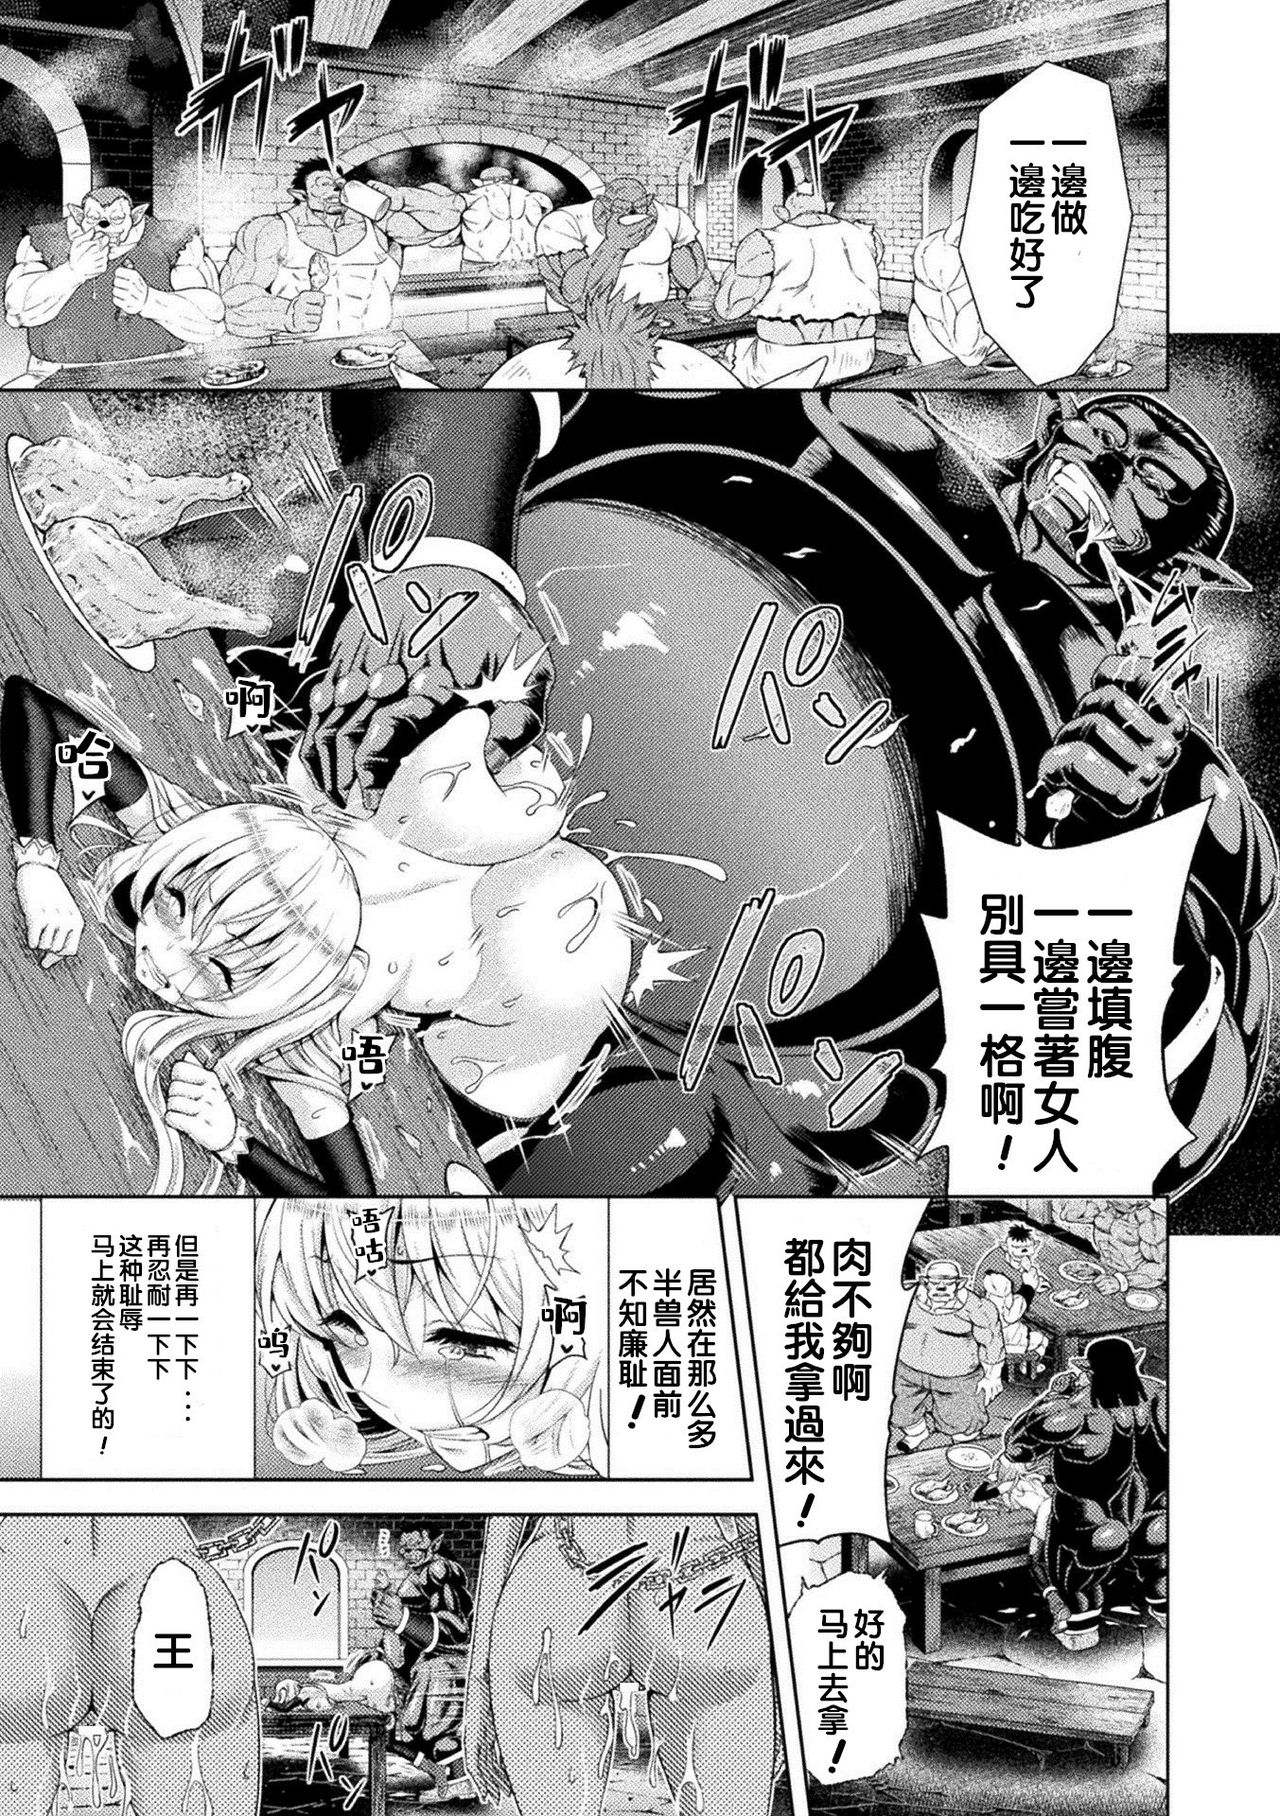 ガヤ
ガヤ
一邊做
一邊吃好了
一邊填腹
一邊嘗著女人
別具一格啊！
パン
パン
パン
パン
啊
哈
唔
肉不夠啊
都給我拿過來！
好的
马上去拿！
居然在那么多
半兽人面前
不知廉耻！
唔咕
啊
呜
但是再一下下...
再忍耐一下下
这种耻辱
马上就会结束了的！
パン
パン
王